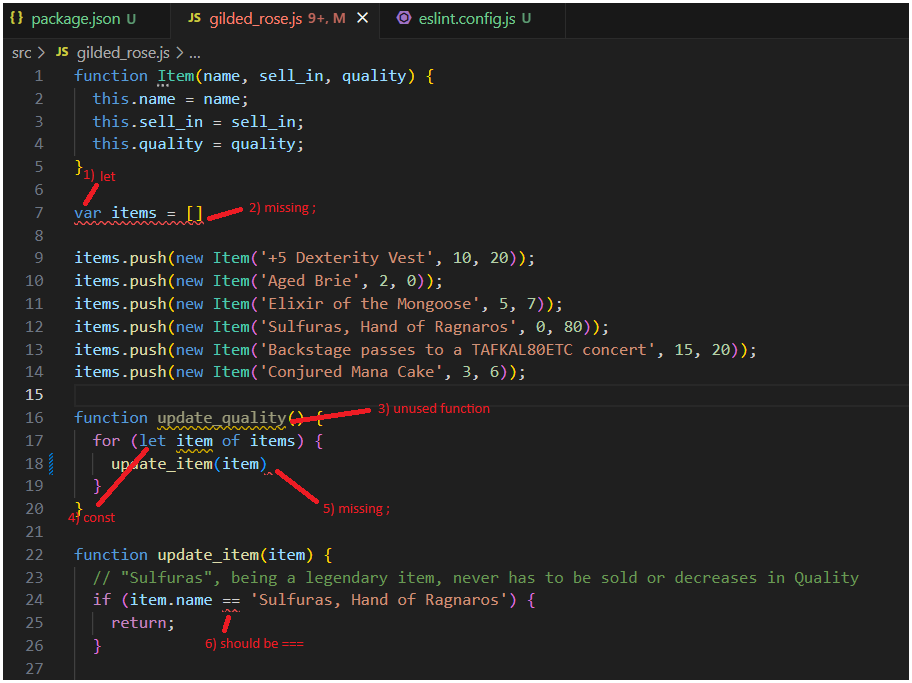 {} package.json U JS gilded_rose.js 9+, M × eslint.config.js U
src > JS gilded_rose.js > ...
1 function Item(name, sell_in, quality) {
2 this.name = name;
3 this.sell_in = sell_in;
4 this.quality = quality;
5 }
1) let
6
7 var items = [] 2) missing ;
8
9 items.push(new Item('+5 Dexterity Vest', 10, 20));
10 items.push(new Item('Aged Brie', 2, 0));
11 items.push(new Item('Elixir of the Mongoose', 5, 7));
12 items.push(new Item('Sulfuras, Hand of Ragnaros', 0, 80));
13 items.push(new Item('Backstage passes to a TAFKAL80ETC concert', 15, 20));
14 items.push(new Item('Conjured Mana Cake', 3, 6));
15
16 function update_quality() { 3) unused function
17 for (let item of items) {
18 update_item(item)
19 }
20 } 5) missing ;
4) const
21
22 function update_item(item) {
23 // "Sulfuras", being a legendary item, never has to be sold or decreases in Quality
24 if (item.name == 'Sulfuras, Hand of Ragnaros') {
25 return;
26 } 6) should be ===
27